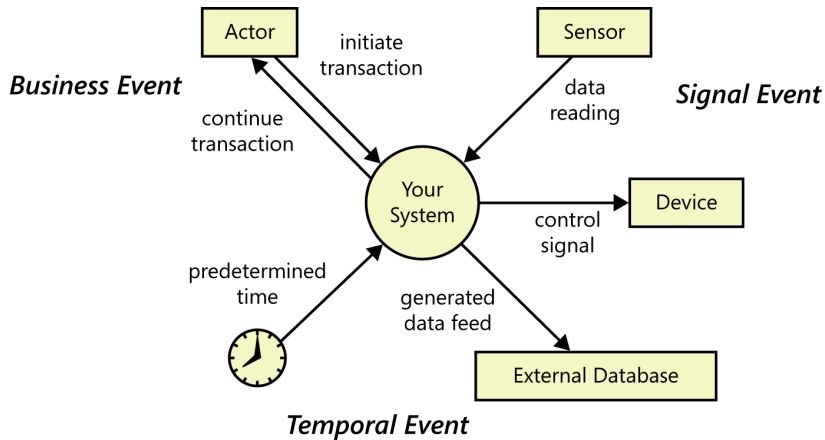 Actor
initiate
transaction
Sensor
Business Event
data
reading
Signal Event
continue
transaction
Your
System
Device
control
signal
predetermined
time
generated
data feed
External Database
Temporal Event